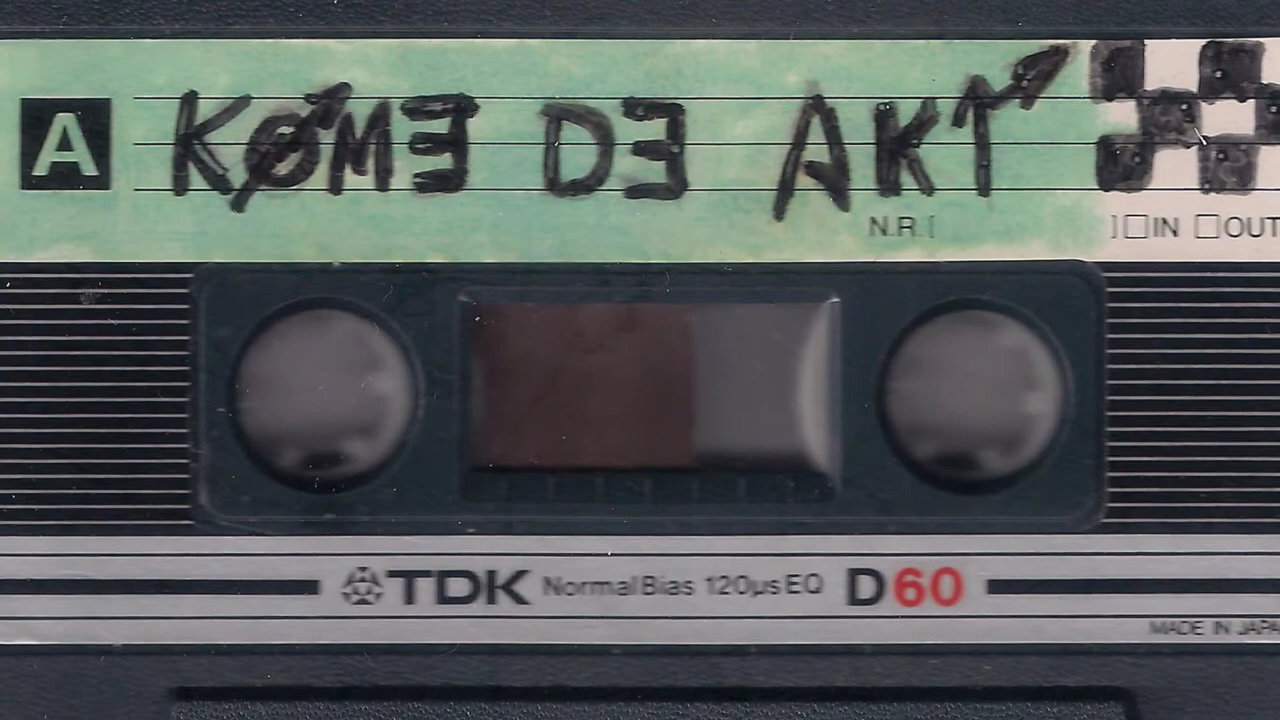 A KØMƎ DƎ AKT
N.R. [ ] IN OUT
TDK Normal Bias 120µs EQ D60
MADE IN JAPA